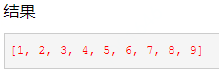 结果
[1, 2, 3, 4, 5, 6, 7, 8, 9]